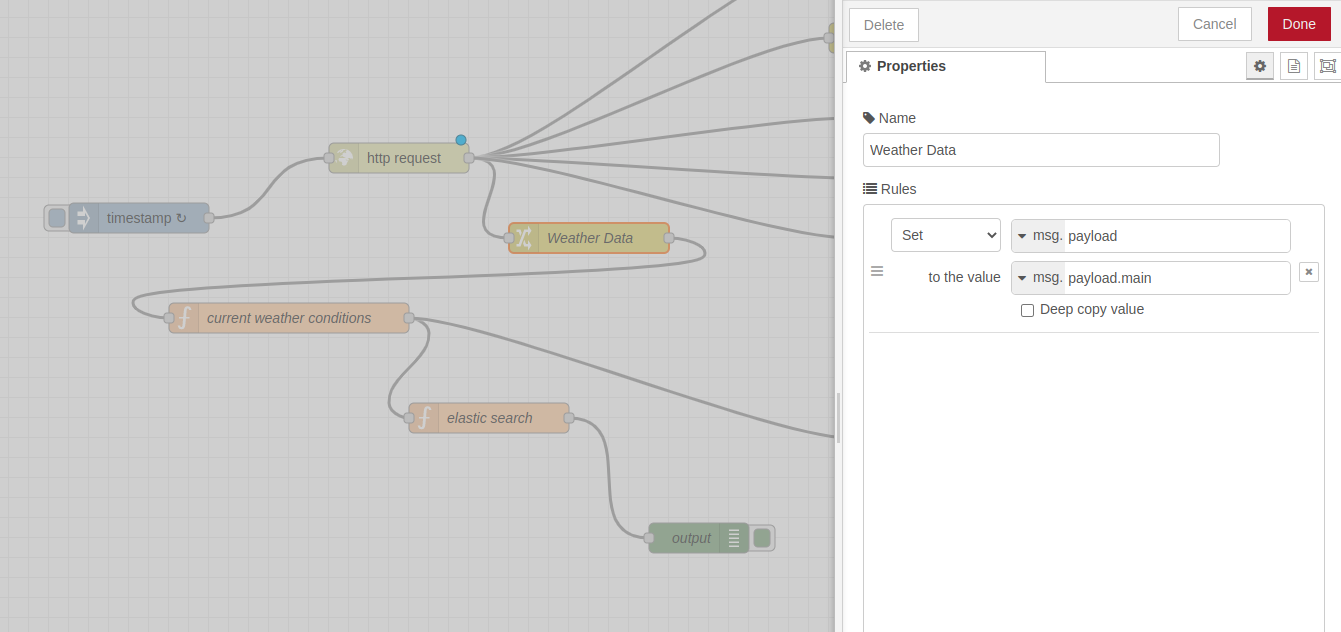 http request
timestamp ↻
Weather Data
current weather conditions
elastic search
output
Delete
Cancel
Done
Properties
Name
Weather Data
Rules
Set
msg. payload
to the value
msg. payload.main
Deep copy value